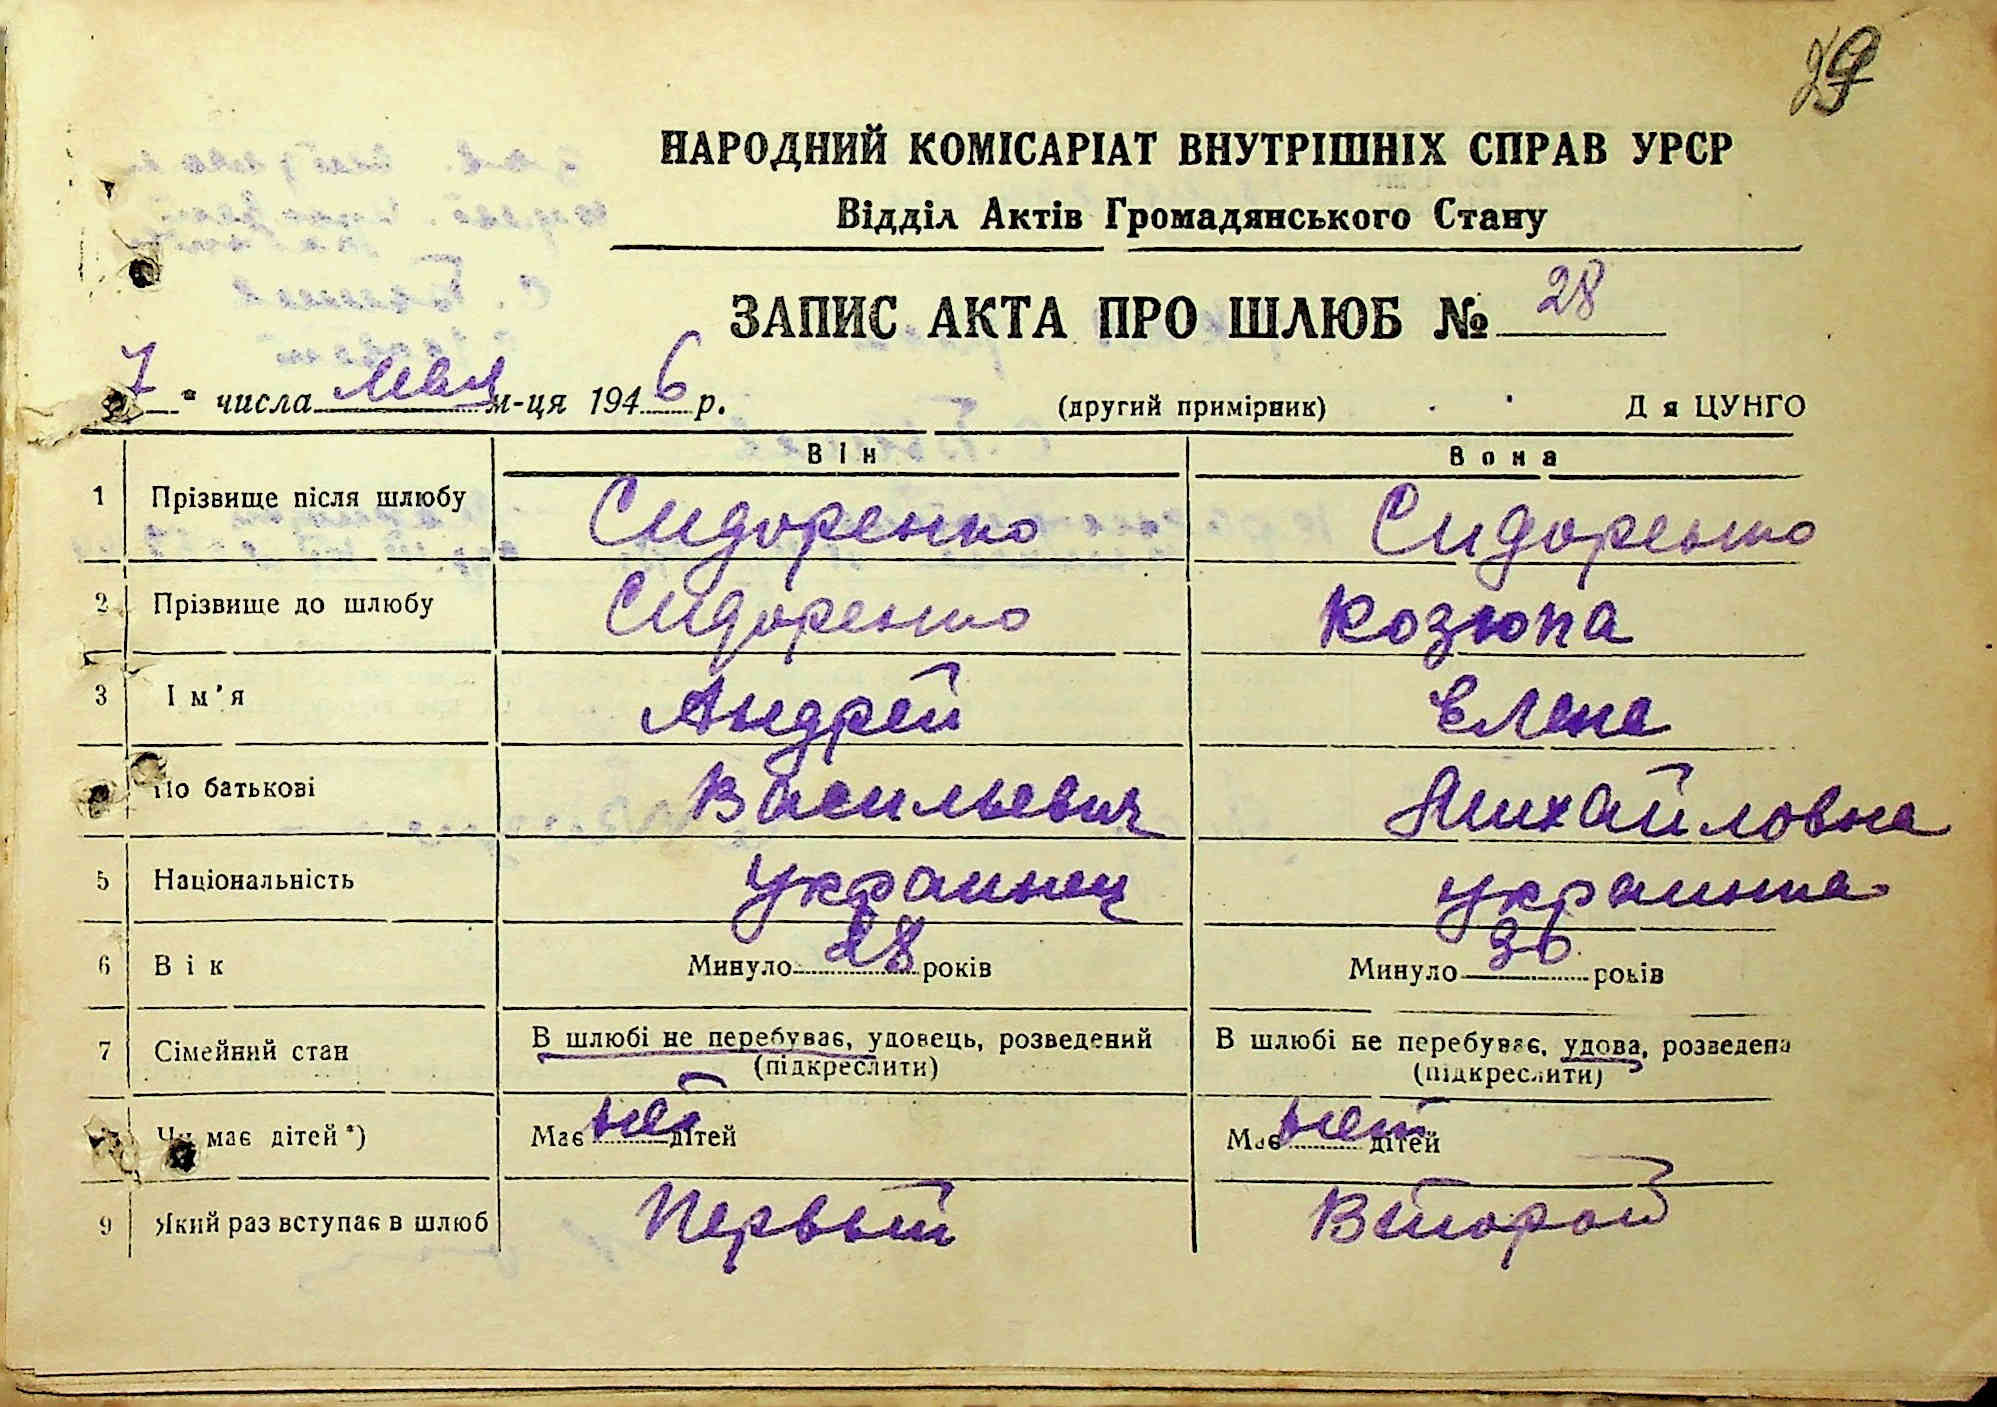 29
НАРОДНИЙ КОМІСАРІАТ ВНУТРІШНІХ СПРАВ УРСР
Відділ Актів Громадянського Стану
ЗАПИС АКТА ПРО ШЛЮБ № 28
7 " числа мая м-ця 1946 р. (другий примірник) Д я ЦУНГО
Він Вона
1 Прізвище після шлюбу Сидоренко Сидоренко
2 Прізвище до шлюбу Сидоренко Козюпа
3 Ім'я Андрей Елена
По батькові Васильевич Михайловна
5 Національність украинец украинка
6 Вік Минуло 28 років Минуло років
7 Сімейний стан В шлюбі не перебуває, удовець, розведений В шлюбі не перебуває, удова, розведена
(підкреслити) (підкреслити)
Чи має дітей *) Має нет дітей Має нет дітей
9 Який раз вступає в шлюб Первый Второй